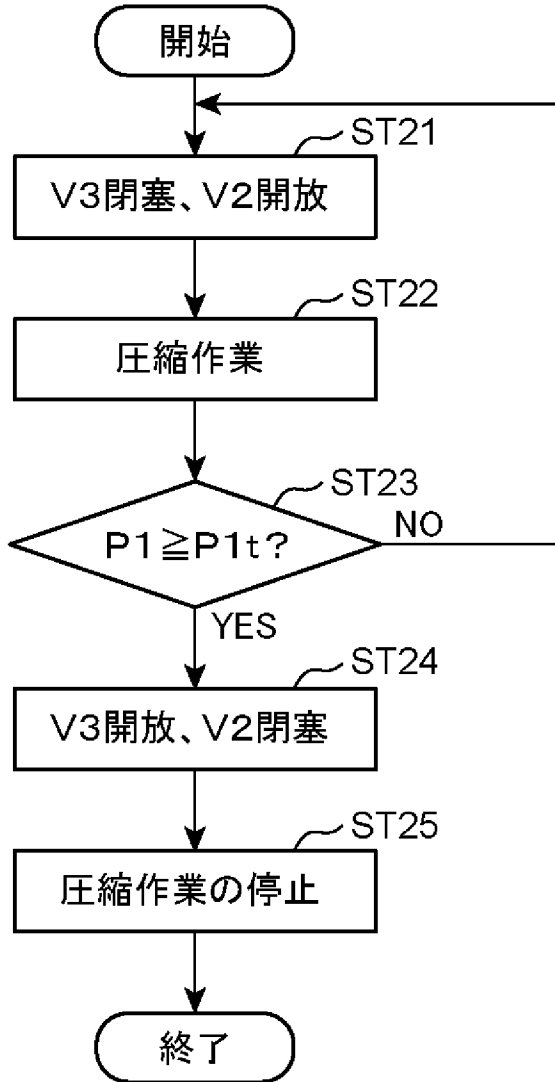 開始
ST21
V3閉塞、V2開放
ST22
圧縮作業
ST23
P1≧P1t?
NO
YES
ST24
V3開放、V2閉塞
ST25
圧縮作業の停止
終了